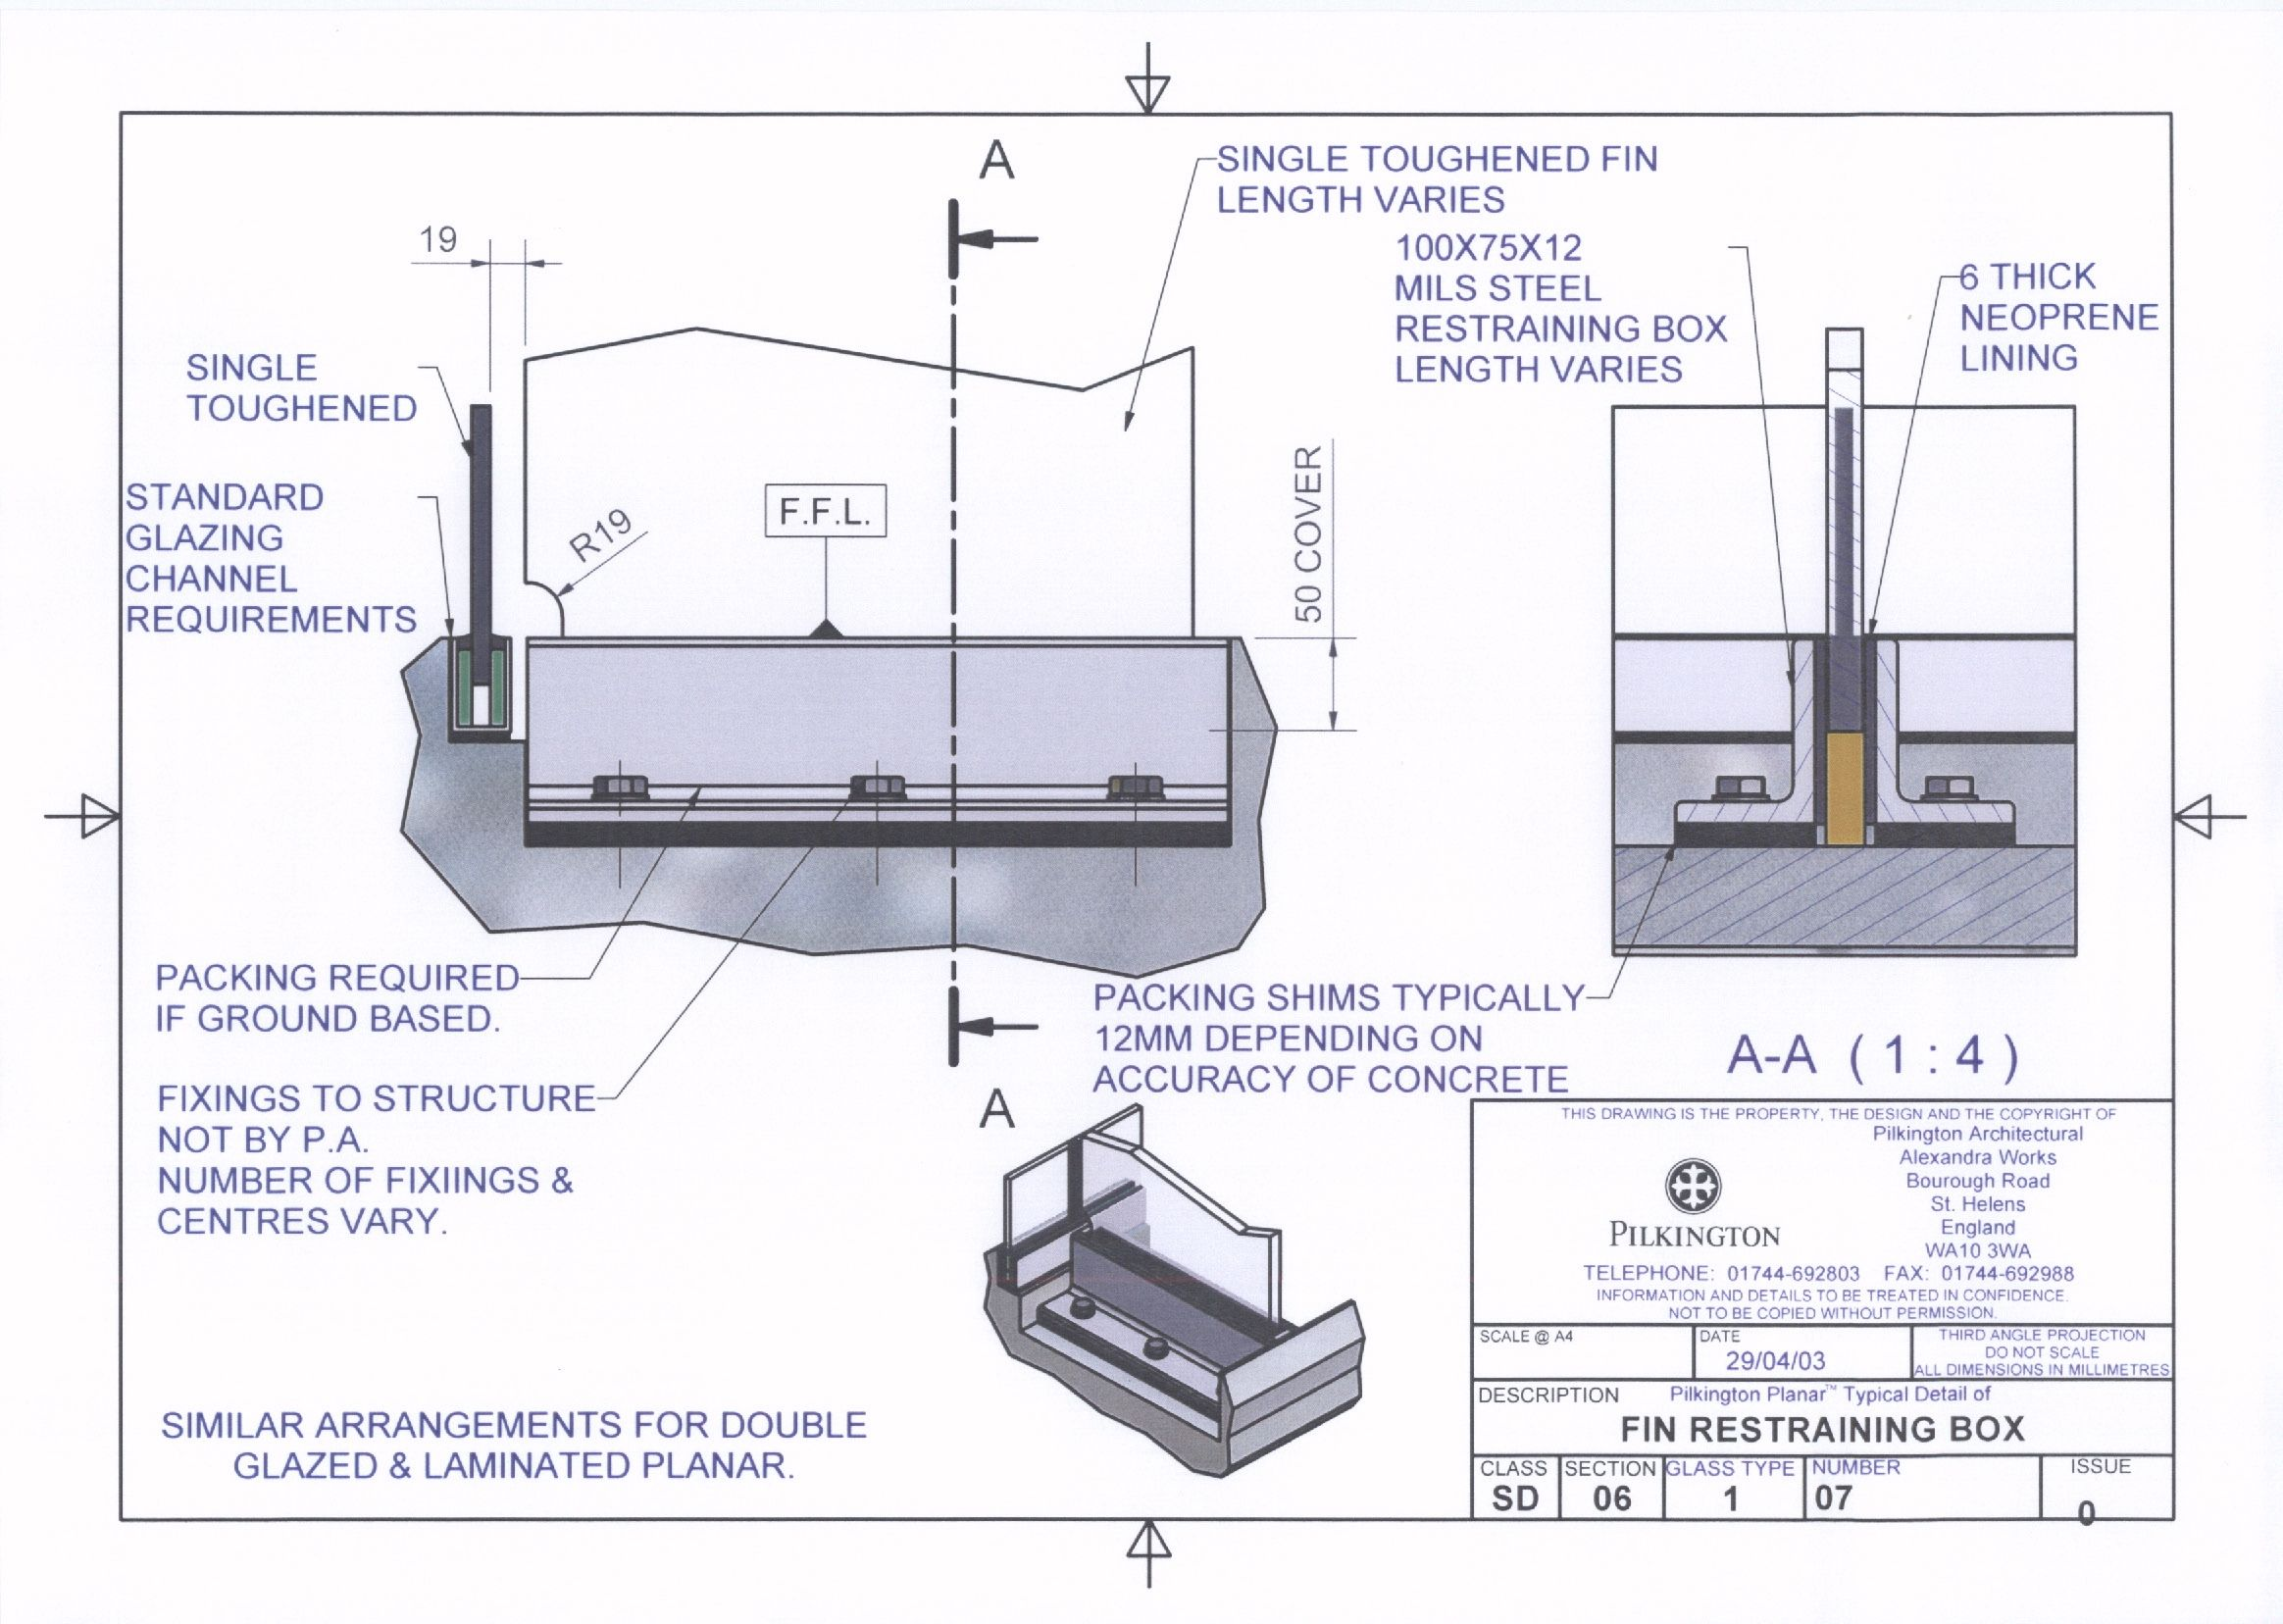 A
SINGLE TOUGHENED FIN
LENGTH VARIES
19
100X75X12
MILS STEEL
RESTRAINING BOX
LENGTH VARIES
6 THICK
NEOPRENE
LINING
SINGLE
TOUGHENED
STANDARD
GLAZING
CHANNEL
REQUIREMENTS
R19
F.F.L.
50 COVER
PACKING REQUIRED
IF GROUND BASED.
PACKING SHIMS TYPICALLY
12MM DEPENDING ON
ACCURACY OF CONCRETE
A-A ( 1 : 4 )
FIXINGS TO STRUCTURE
NOT BY P.A.
NUMBER OF FIXIINGS &
CENTRES VARY.
A
SIMILAR ARRANGEMENTS FOR DOUBLE
GLAZED & LAMINATED PLANAR.
THIS DRAWING IS THE PROPERTY, THE DESIGN AND THE COPYRIGHT OF
Pilkington Architectural
Alexandra Works
Bourough Road
St. Helens
England
WA10 3WA
PILKINGTON
TELEPHONE: 01744-692803 FAX: 01744-692988
INFORMATION AND DETAILS TO BE TREATED IN CONFIDENCE.
NOT TO BE COPIED WITHOUT PERMISSION.
SCALE @ A4
DATE
29/04/03
THIRD ANGLE PROJECTION
DO NOT SCALE
ALL DIMENSIONS IN MILLIMETRES
DESCRIPTION
Pilkington Planar™ Typical Detail of
FIN RESTRAINING BOX
CLASS SECTION GLASS TYPE NUMBER ISSUE
SD 06 1 07 0